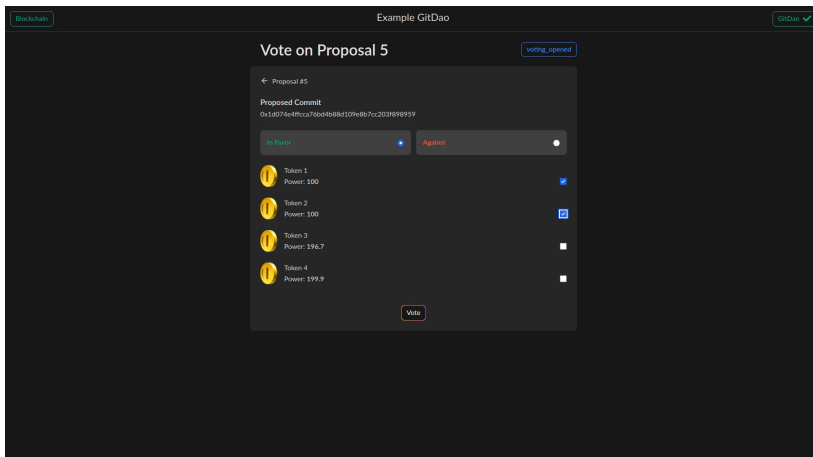 Blockchain
Example GitDao
GitDao
Vote on Proposal 5
voting_opened
Proposal #5
Proposed Commit
0x1d074e4ffcca76bd4b88d109e8b7cc203f898959
In Favor
Against
Token 1
Power: 100
Token 2
Power: 100
Token 3
Power: 196.7
Token 4
Power: 199.9
Vote